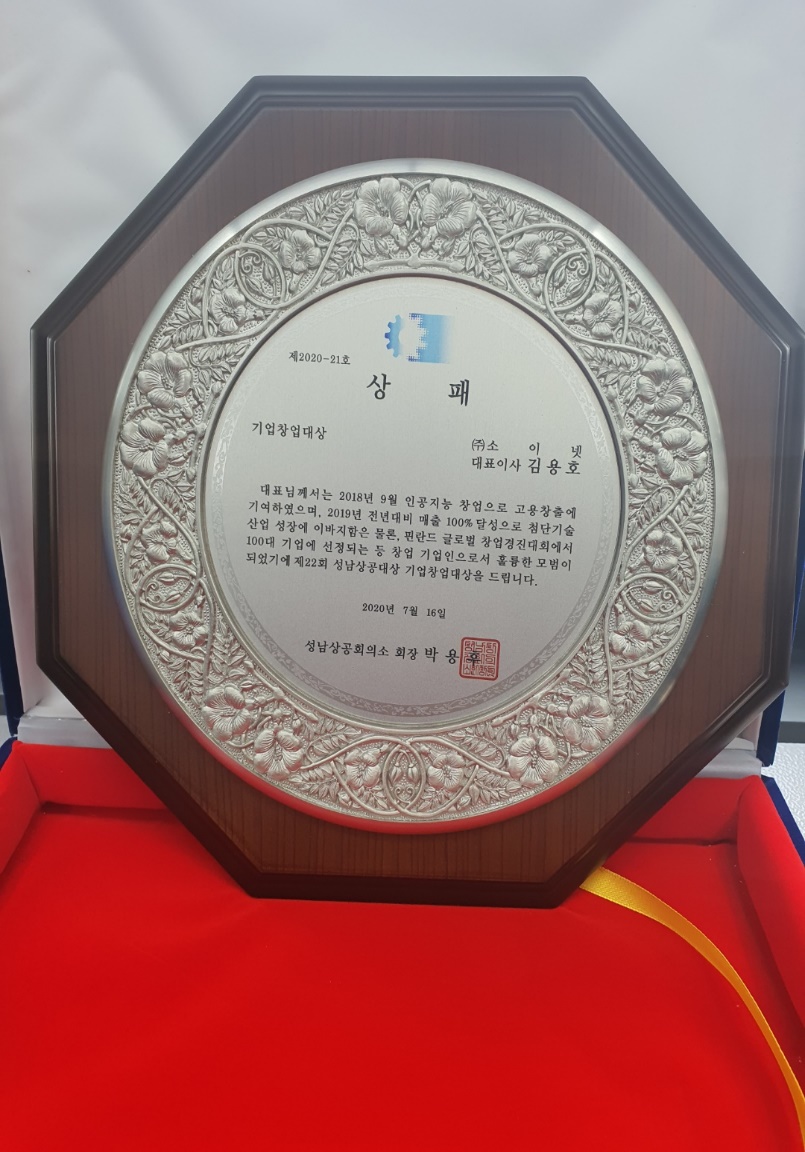 제2020-21호
상 패
기업창업대상
㈜소 이 넷
대표이사 김용호
대표님께서는 2018년 9월 인공지능 창업으로 고용창출에
기여하였으며, 2019년 전년대비 매출 100% 달성으로 첨단기술
산업 성장에 이바지함은 물론, 핀란드 글로벌 창업경진대회에서
100대 기업에 선정되는 등 창업 기업인으로서 훌륭한 모범이
되었기에 제22회 성남상공대상 기업창업대상을 드립니다.
2020년 7월 16일
성남상공회의소 회장 박 용